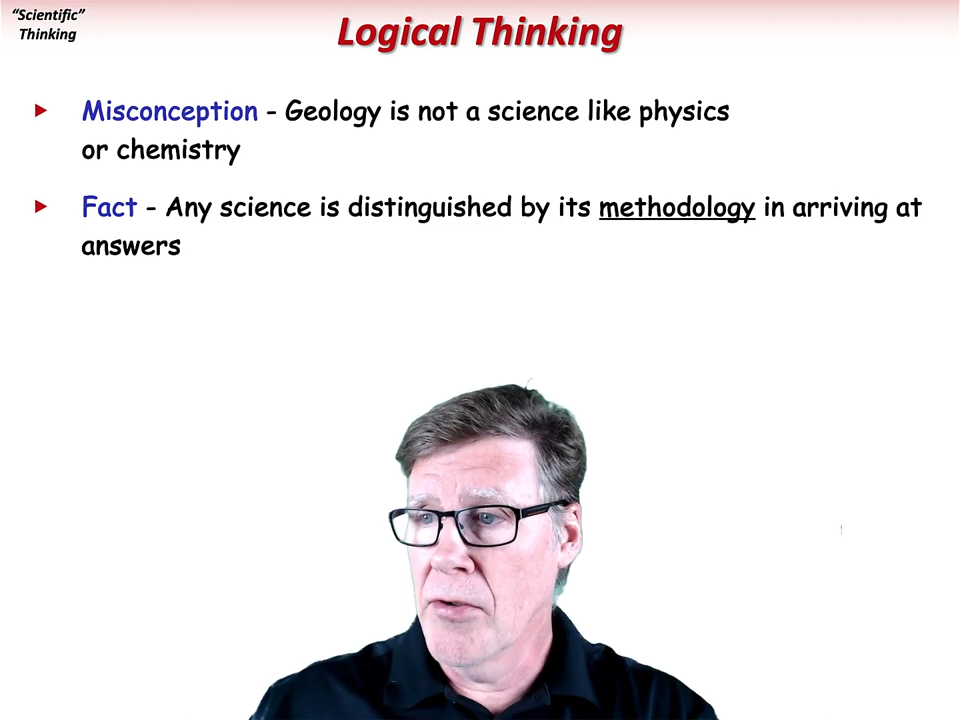 “Scientific”
Thinking
Logical Thinking
Misconception - Geology is not a science like physics
or chemistry
Fact - Any science is distinguished by its methodology in arriving at
answers